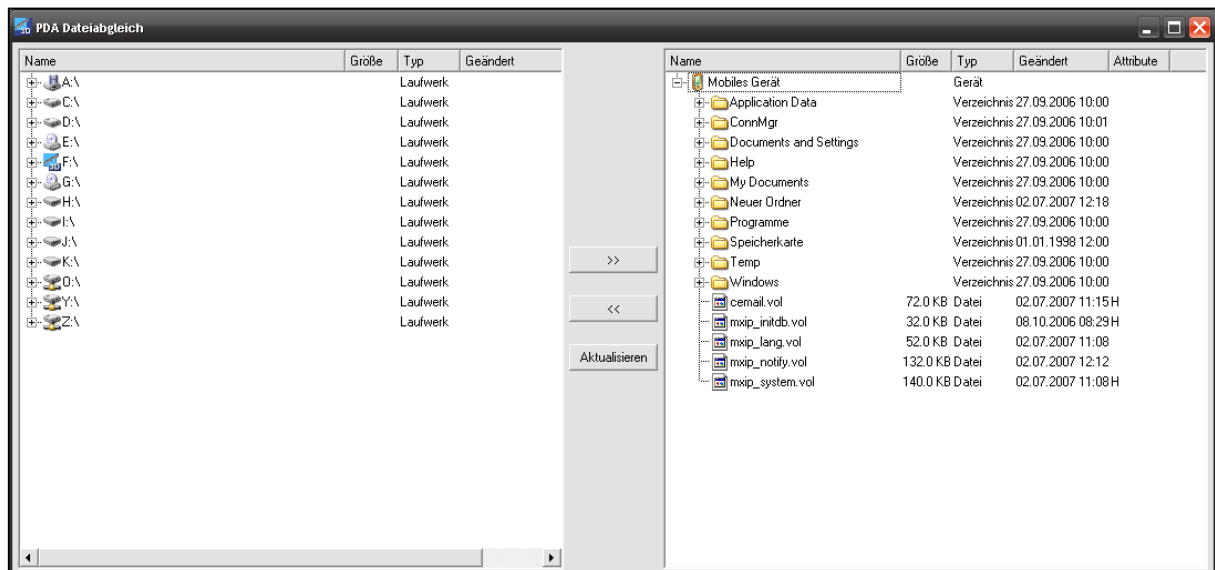 PDA Dateiabgleich
Name Größe Typ Geändert
A:\ Laufwerk
C:\ Laufwerk
D:\ Laufwerk
E:\ Laufwerk
F:\ Laufwerk
G:\ Laufwerk
H:\ Laufwerk
I:\ Laufwerk
J:\ Laufwerk
K:\ Laufwerk
O:\ Laufwerk
Y:\ Laufwerk
Z:\ Laufwerk
>>
<<
Aktualisieren
Name Größe Typ Geändert Attribute
Mobiles Gerät Gerät
Application Data Verzeichnis 27.09.2006 10:00
ConnMgr Verzeichnis 27.09.2006 10:01
Documents and Settings Verzeichnis 27.09.2006 10:00
Help Verzeichnis 27.09.2006 10:00
My Documents Verzeichnis 27.09.2006 10:00
Neuer Ordner Verzeichnis 02.07.2007 12:18
Programme Verzeichnis 27.09.2006 10:00
Speicherkarte Verzeichnis 01.01.1998 12:00
Temp Verzeichnis 27.09.2006 10:00
Windows Verzeichnis 27.09.2006 10:00
cemail.vol 72.0 KB Datei 02.07.2007 11:15 H
mxip_initdb.vol 32.0 KB Datei 08.10.2006 08:29 H
mxip_lang.vol 52.0 KB Datei 02.07.2007 11:08
mxip_notify.vol 132.0 KB Datei 02.07.2007 12:12
mxip_system.vol 140.0 KB Datei 02.07.2007 11:08 H